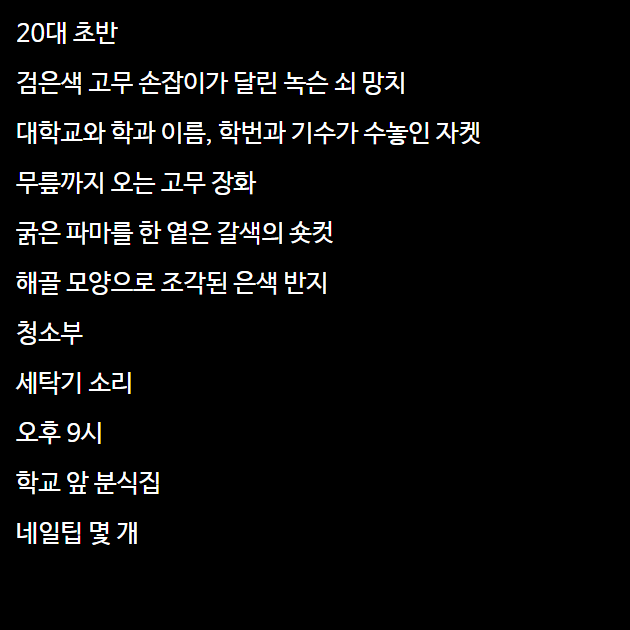 20대 초반
검은색 고무 손잡이가 달린 녹슨 쇠 망치
대학교와 학과 이름, 학번과 기수가 수놓인 자켓
무릎까지 오는 고무 장화
굵은 파마를 한 옅은 갈색의 숏컷
해골 모양으로 조각된 은색 반지
청소부
세탁기 소리
오후 9시
학교 앞 분식집
네일팁 몇 개